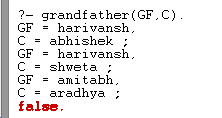 ?- grandfather(GF,C).
GF = harivansh,
C = abhishek ;
GF = harivansh,
C = shweta ;
GF = amitabh,
C = aradhya ;
false.